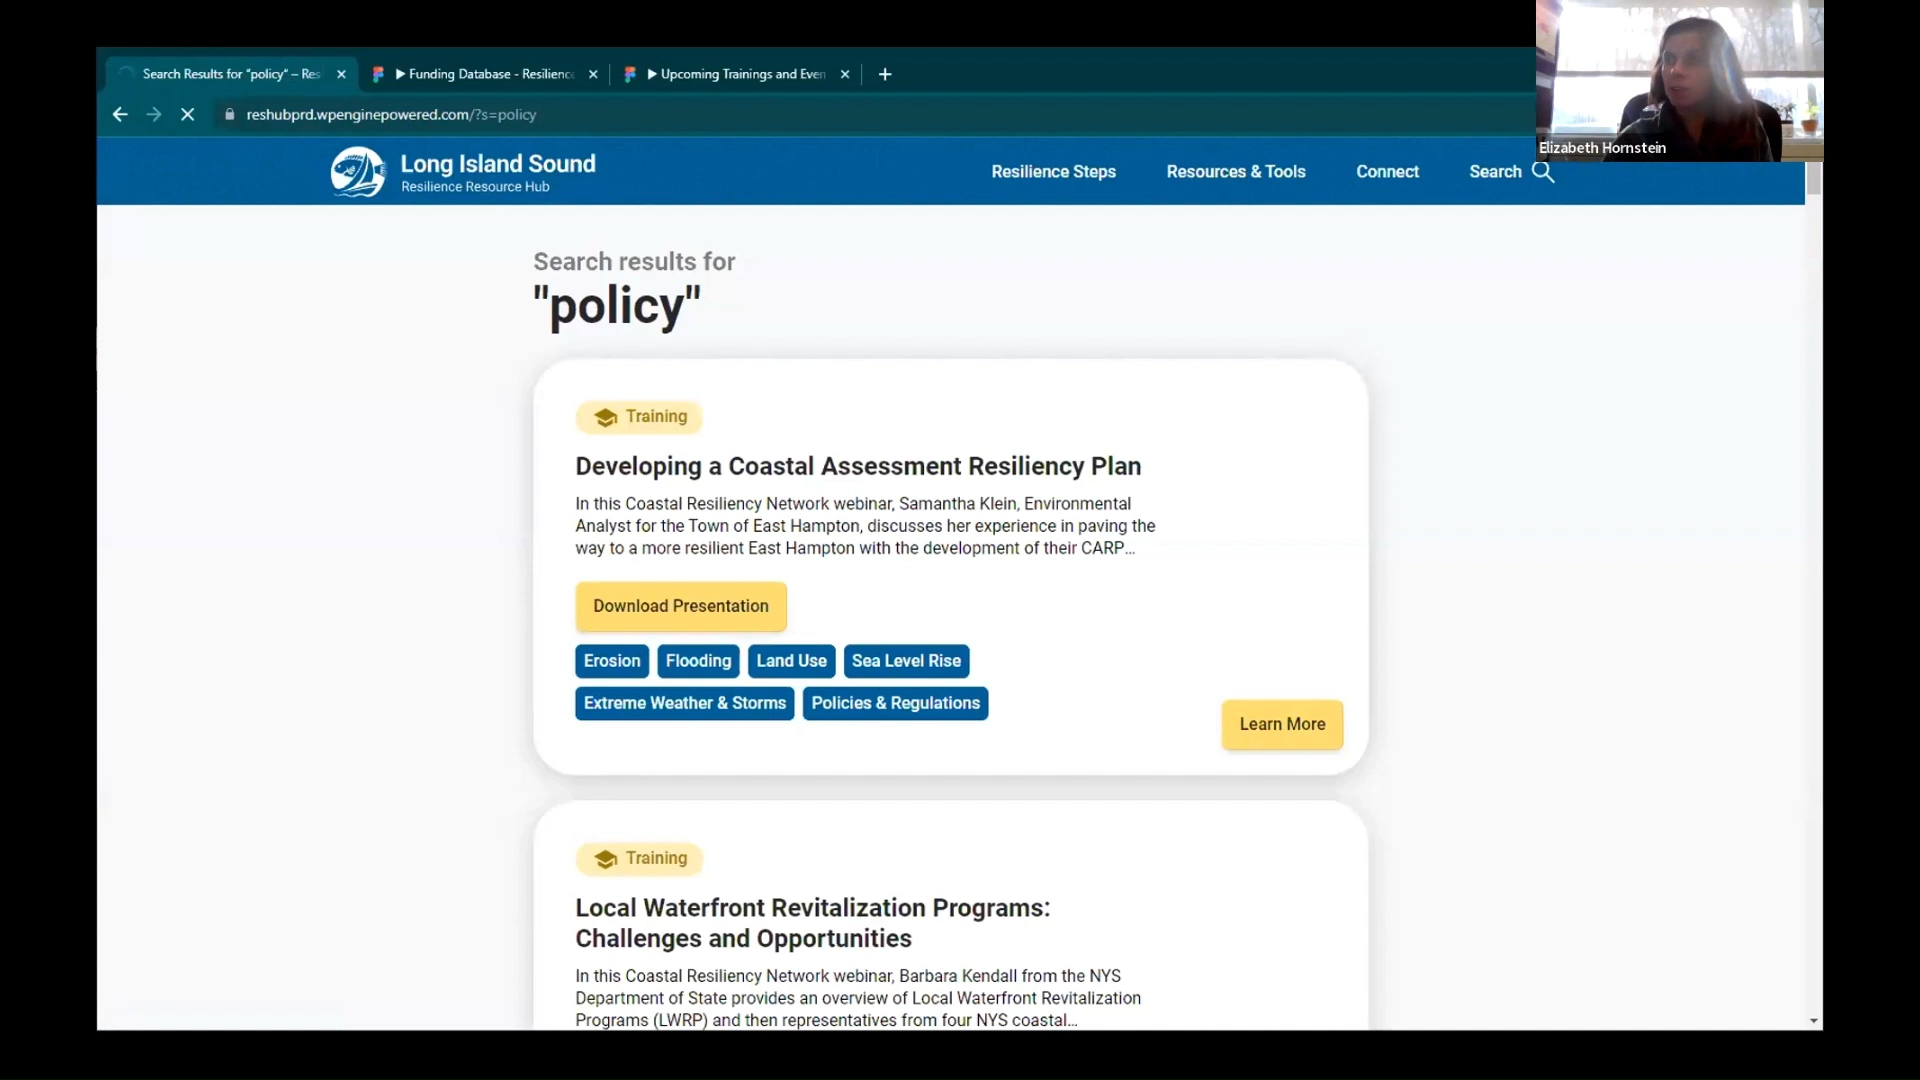 Search Results for "policy" – Res
Funding Database - Resilience
Upcoming Trainings and Even
reshubprd.wpenginepowered.com/?s=policy
Elizabeth Hornstein
Long Island Sound
Resilience Resource Hub
Resilience Steps
Resources & Tools
Connect
Search
Search results for
"policy"
Training
Developing a Coastal Assessment Resiliency Plan
In this Coastal Resiliency Network webinar, Samantha Klein, Environmental
Analyst for the Town of East Hampton, discusses her experience in paving the
way to a more resilient East Hampton with the development of their CARP...
Download Presentation
Erosion
Flooding
Land Use
Sea Level Rise
Extreme Weather & Storms
Policies & Regulations
Learn More
Training
Local Waterfront Revitalization Programs:
Challenges and Opportunities
In this Coastal Resiliency Network webinar, Barbara Kendall from the NYS
Department of State provides an overview of Local Waterfront Revitalization
Programs (LWRP) and then representatives from four NYS coastal...